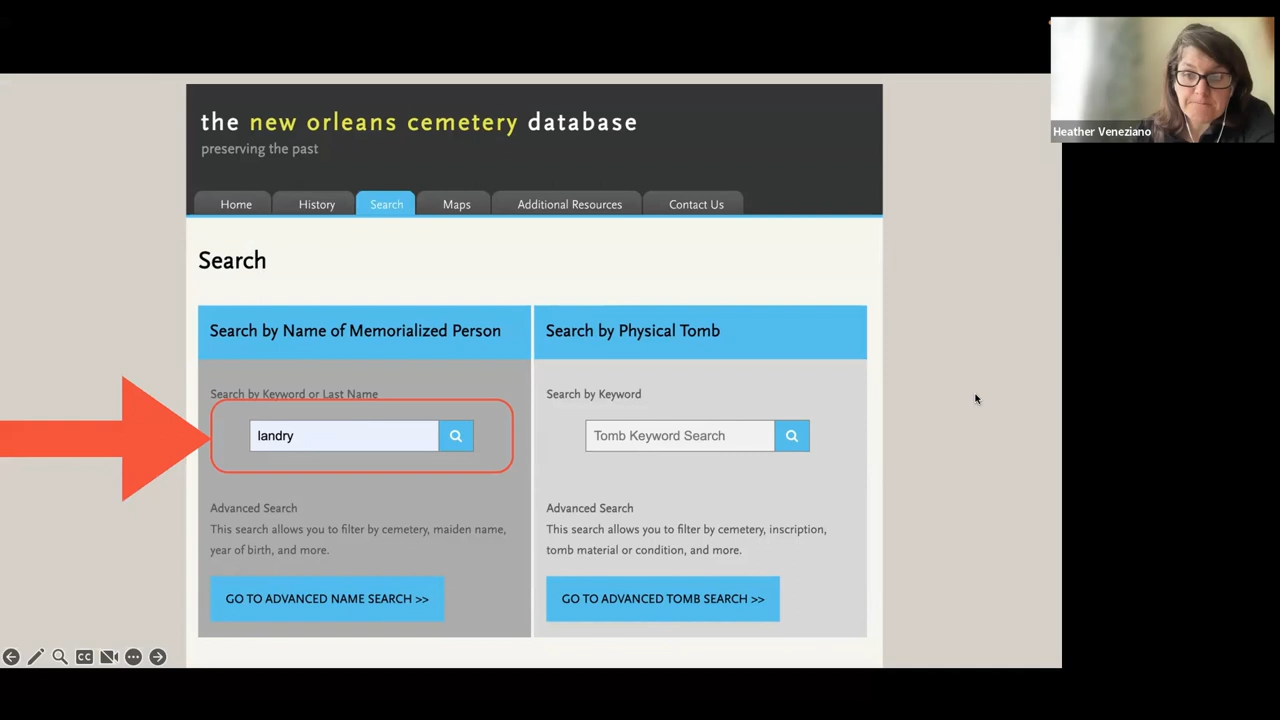 the new orleans cemetery database
preserving the past
Home
History
Search
Maps
Additional Resources
Contact Us
Search
Search by Name of Memorialized Person
Search by Keyword or Last Name
landry
Advanced Search
This search allows you to filter by cemetery, maiden name,
year of birth, and more.
GO TO ADVANCED NAME SEARCH >>
Search by Physical Tomb
Search by Keyword
Tomb Keyword Search
Advanced Search
This search allows you to filter by cemetery, inscription,
tomb material or condition, and more.
GO TO ADVANCED TOMB SEARCH >>
Heather Veneziano
CC